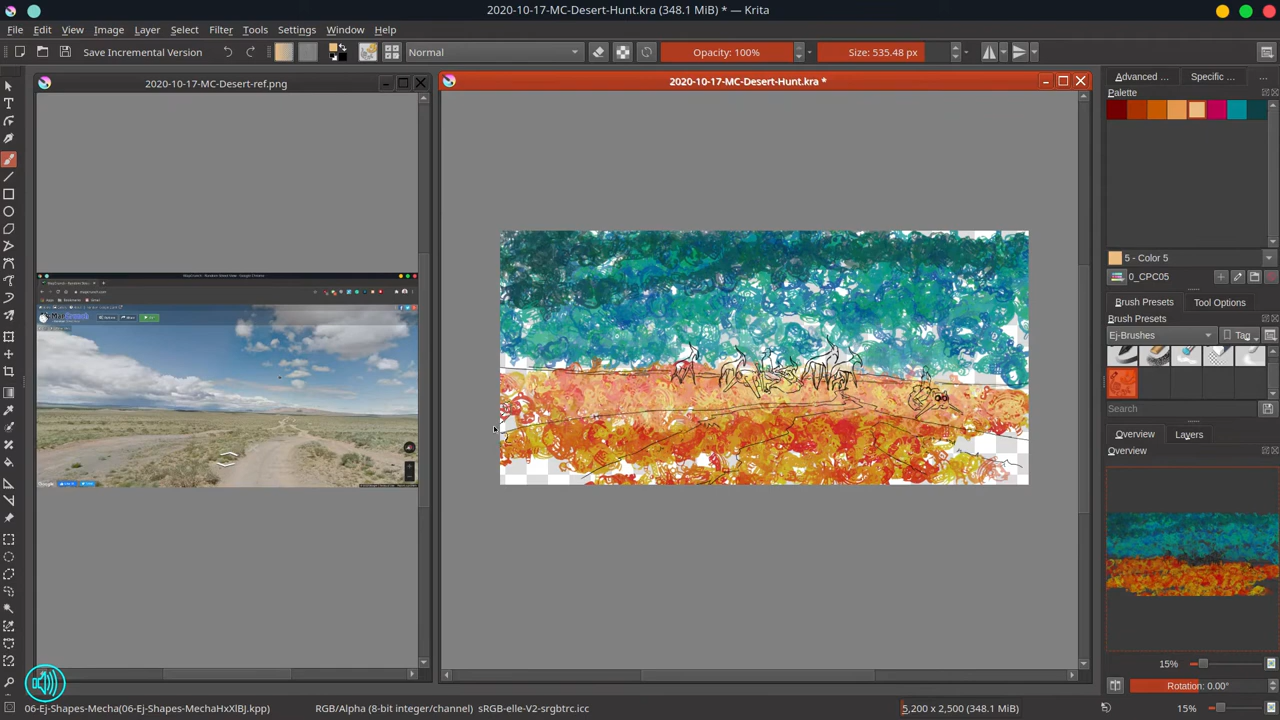 2020-10-17-MC-Desert-Hunt.kra (348.1 MiB) * — Krita
File Edit View Image Layer Select Filter Tools Settings Window Help
Save Incremental Version Normal Opacity: 100% Size: 535.48 px
2020-10-17-MC-Desert-ref.png
2020-10-17-MC-Desert-Hunt.kra *
Advanced ... Specific ... ...
Palette
5 - Color 5
0_CPC05
Brush Presets Tool Options
Brush Presets
Ej-Brushes Tag
Search
Overview Layers
Overview
15%
Rotation: 0.00°
06-Ej-Shapes-Mecha(06-Ej-Shapes-MechaHxXlBJ.kpp) RGB/Alpha (8-bit integer/channel) sRGB-elle-V2-srgbtrc.icc 5,200 x 2,500 (348.1 MiB) 15%